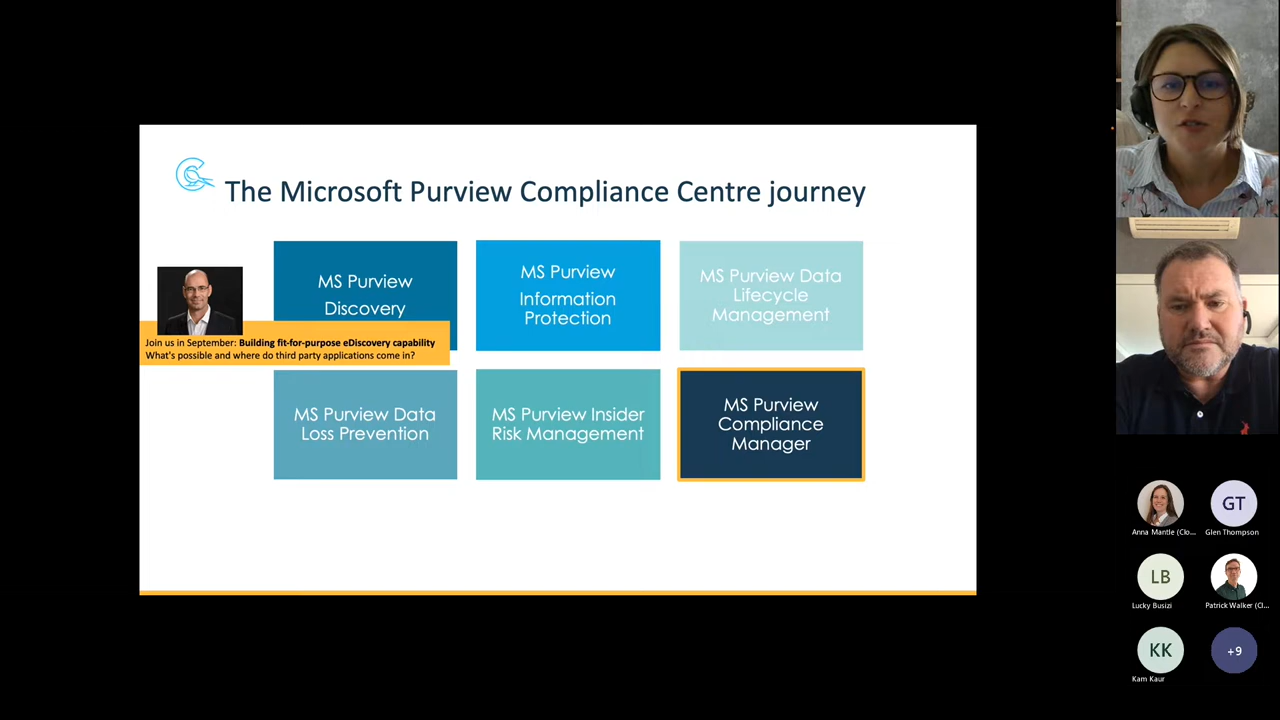 The Microsoft Purview Compliance Centre journey
MS Purview
Discovery
MS Purview
Information
Protection
MS Purview Data
Lifecycle
Management
Join us in September: Building fit-for-purpose eDiscovery capability
What's possible and where do third party applications come in?
MS Purview Data
Loss Prevention
MS Purview Insider
Risk Management
MS Purview
Compliance
Manager
Anna Mantle (Clo...
GT
Glen Thompson
LB
Lucky Busizi
Patrick Walker (Cl...
KK
Kam Kaur
+9